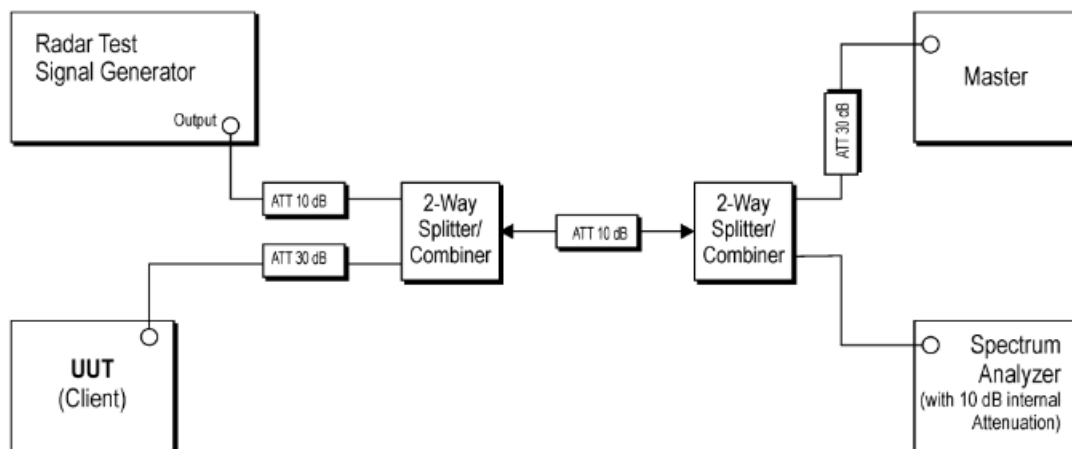 Radar Test
Signal Generator
Output
ATT 10 dB
2-Way
Splitter/
Combiner
ATT 30 dB
UUT
(Client)
ATT 10 dB
2-Way
Splitter/
Combiner
ATT 30 dB
Master
Spectrum
Analyzer
(with 10 dB internal
Attenuation)